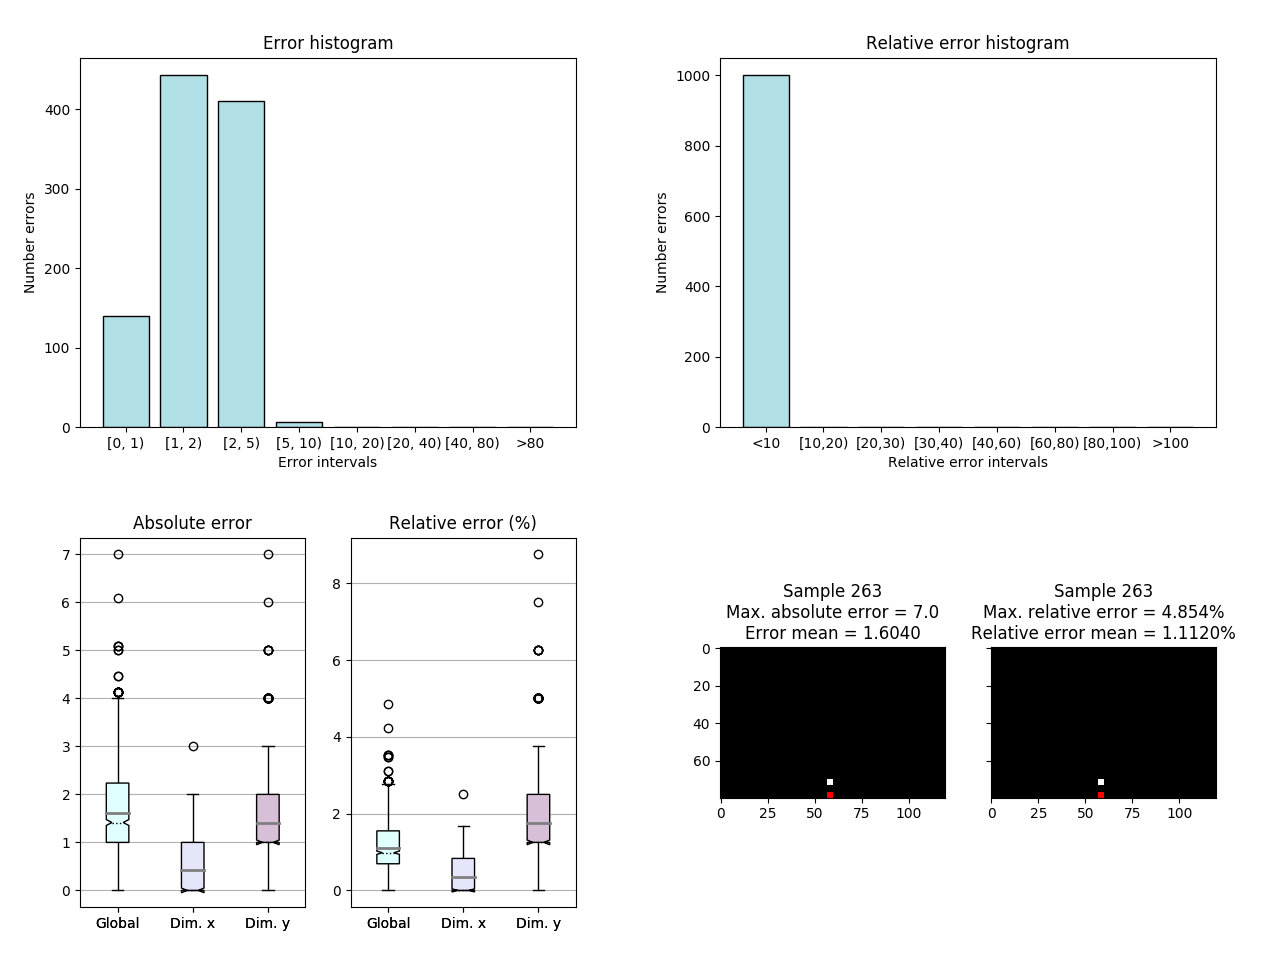 Error histogram
Number errors
400
300
200
100
0
[0, 1)
[1, 2)
[2, 5)
[5, 10)
[10, 20)
[20, 40)
[40, 80)
>80
Error intervals
Relative error histogram
Number errors
1000
800
600
400
200
0
<10
[10,20)
[20,30)
[30,40)
[40,60)
[60,80)
[80,100)
>100
Relative error intervals
Absolute error
7
6
5
4
3
2
1
0
Global
Dim. x
Dim. y
Relative error (%)
8
6
4
2
0
Global
Dim. x
Dim. y
Sample 263
Max. absolute error = 7.0
Error mean = 1.6040
0
20
40
60
0
25
50
75
100
Sample 263
Max. relative error = 4.854%
Relative error mean = 1.1120%
0
25
50
75
100